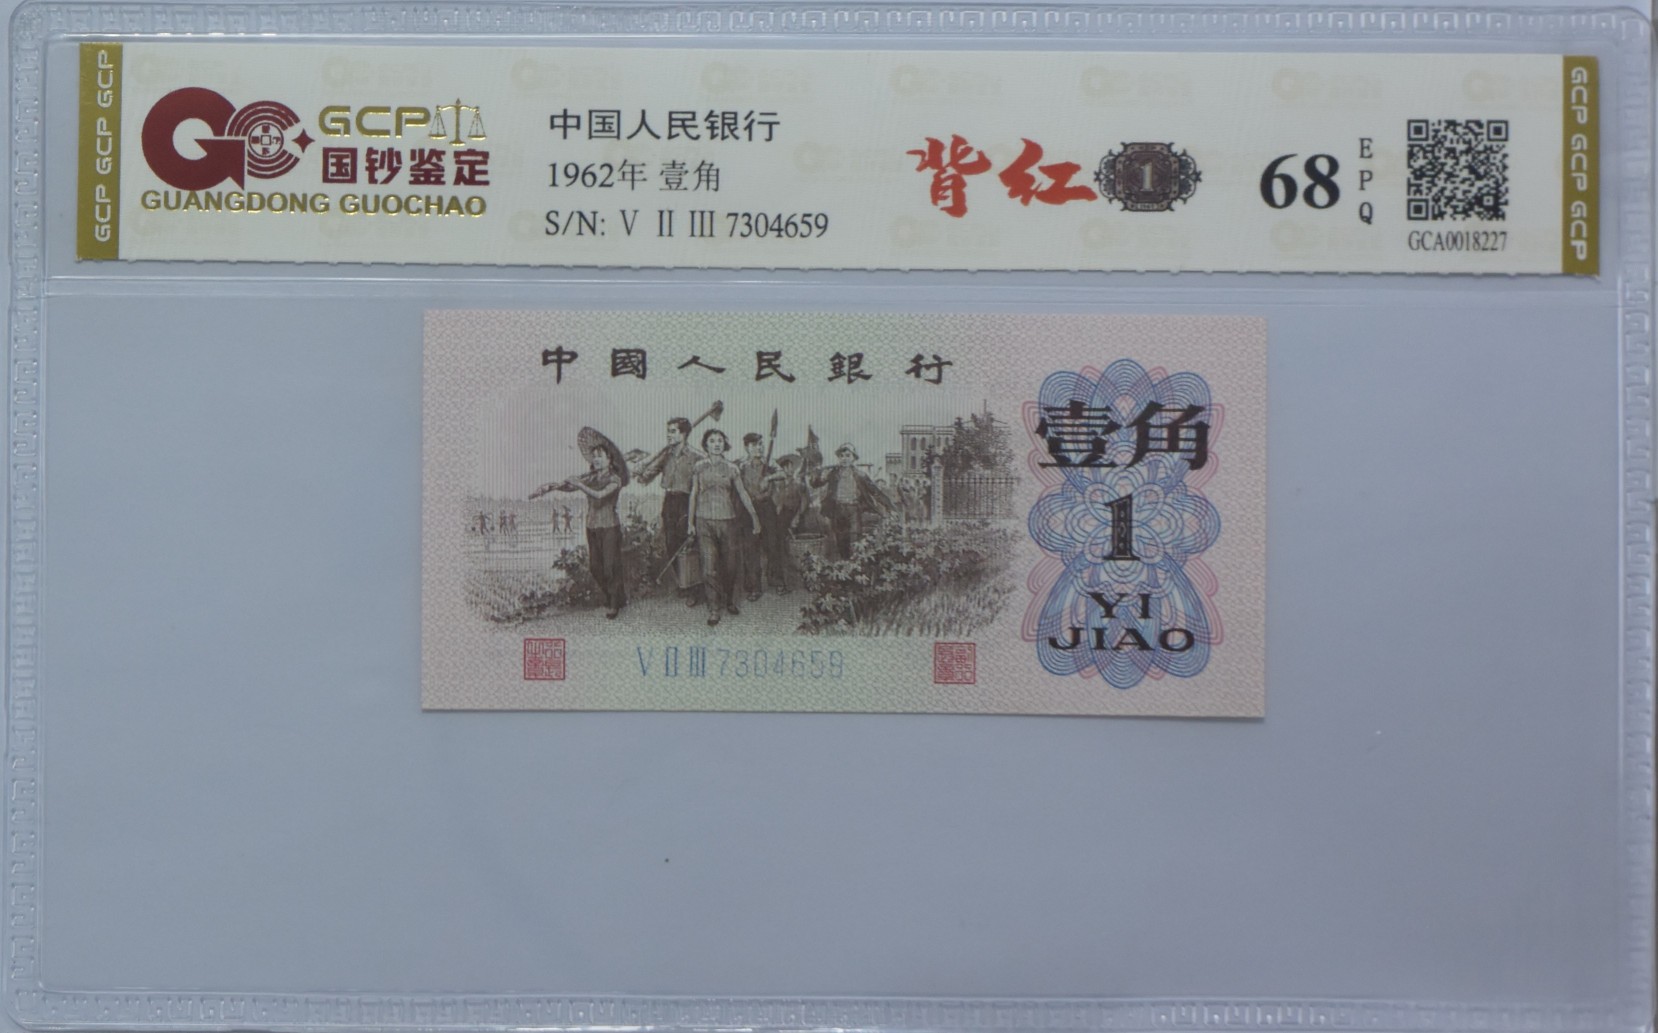 GCP GCP GCP
GCP
国钞鉴定
GUANGDONG GUOCHAO
中国人民银行
1962年 壹角
S/N: V II III 7304659
背红
1
68
EPQ
GCA0018227
GCP GCP GCP
中國人民銀行
壹角
1
YI
JIAO
V II III 7304659